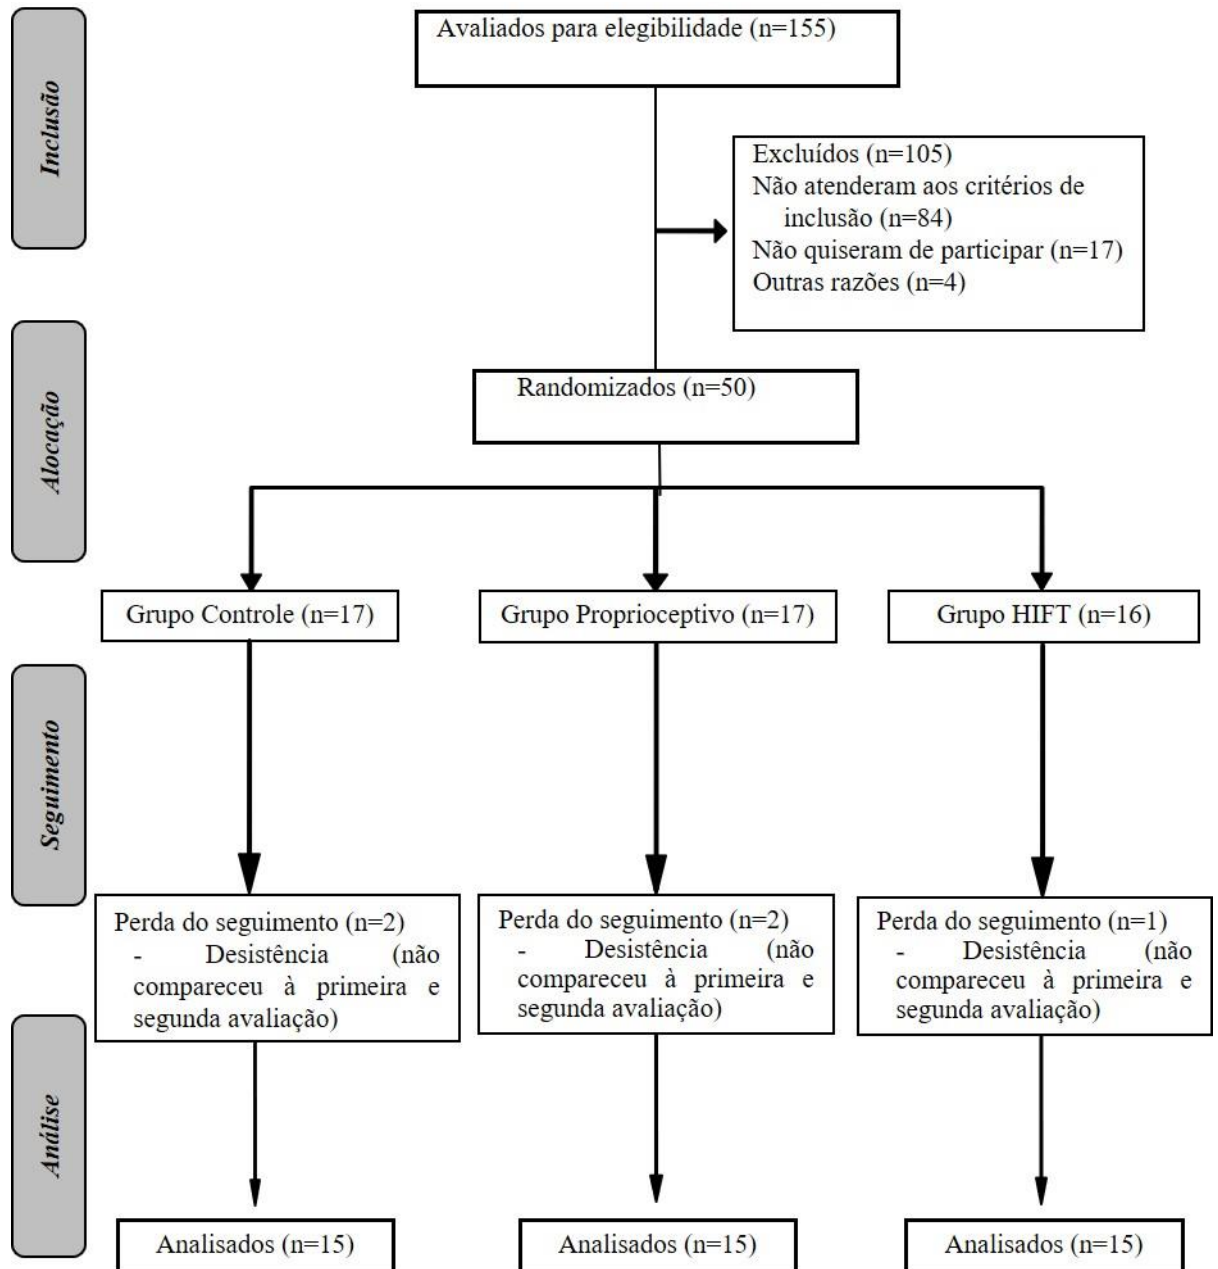 Inclusão
Avaliados para elegibilidade (n=155)
Excluídos (n=105)
Não atenderam aos critérios de
inclusão (n=84)
Não quiseram de participar (n=17)
Outras razões (n=4)
Alocação
Randomizados (n=50)
Grupo Controle (n=17)
Grupo Proprioceptivo (n=17)
Grupo HIFT (n=16)
Seguimento
Perda do seguimento (n=2)
- Desistência (não
compareceu à primeira e
segunda avaliação)
Perda do seguimento (n=2)
- Desistência (não
compareceu à primeira e
segunda avaliação)
Perda do seguimento (n=1)
- Desistência (não
compareceu à primeira e
segunda avaliação)
Análise
Analisados (n=15)
Analisados (n=15)
Analisados (n=15)